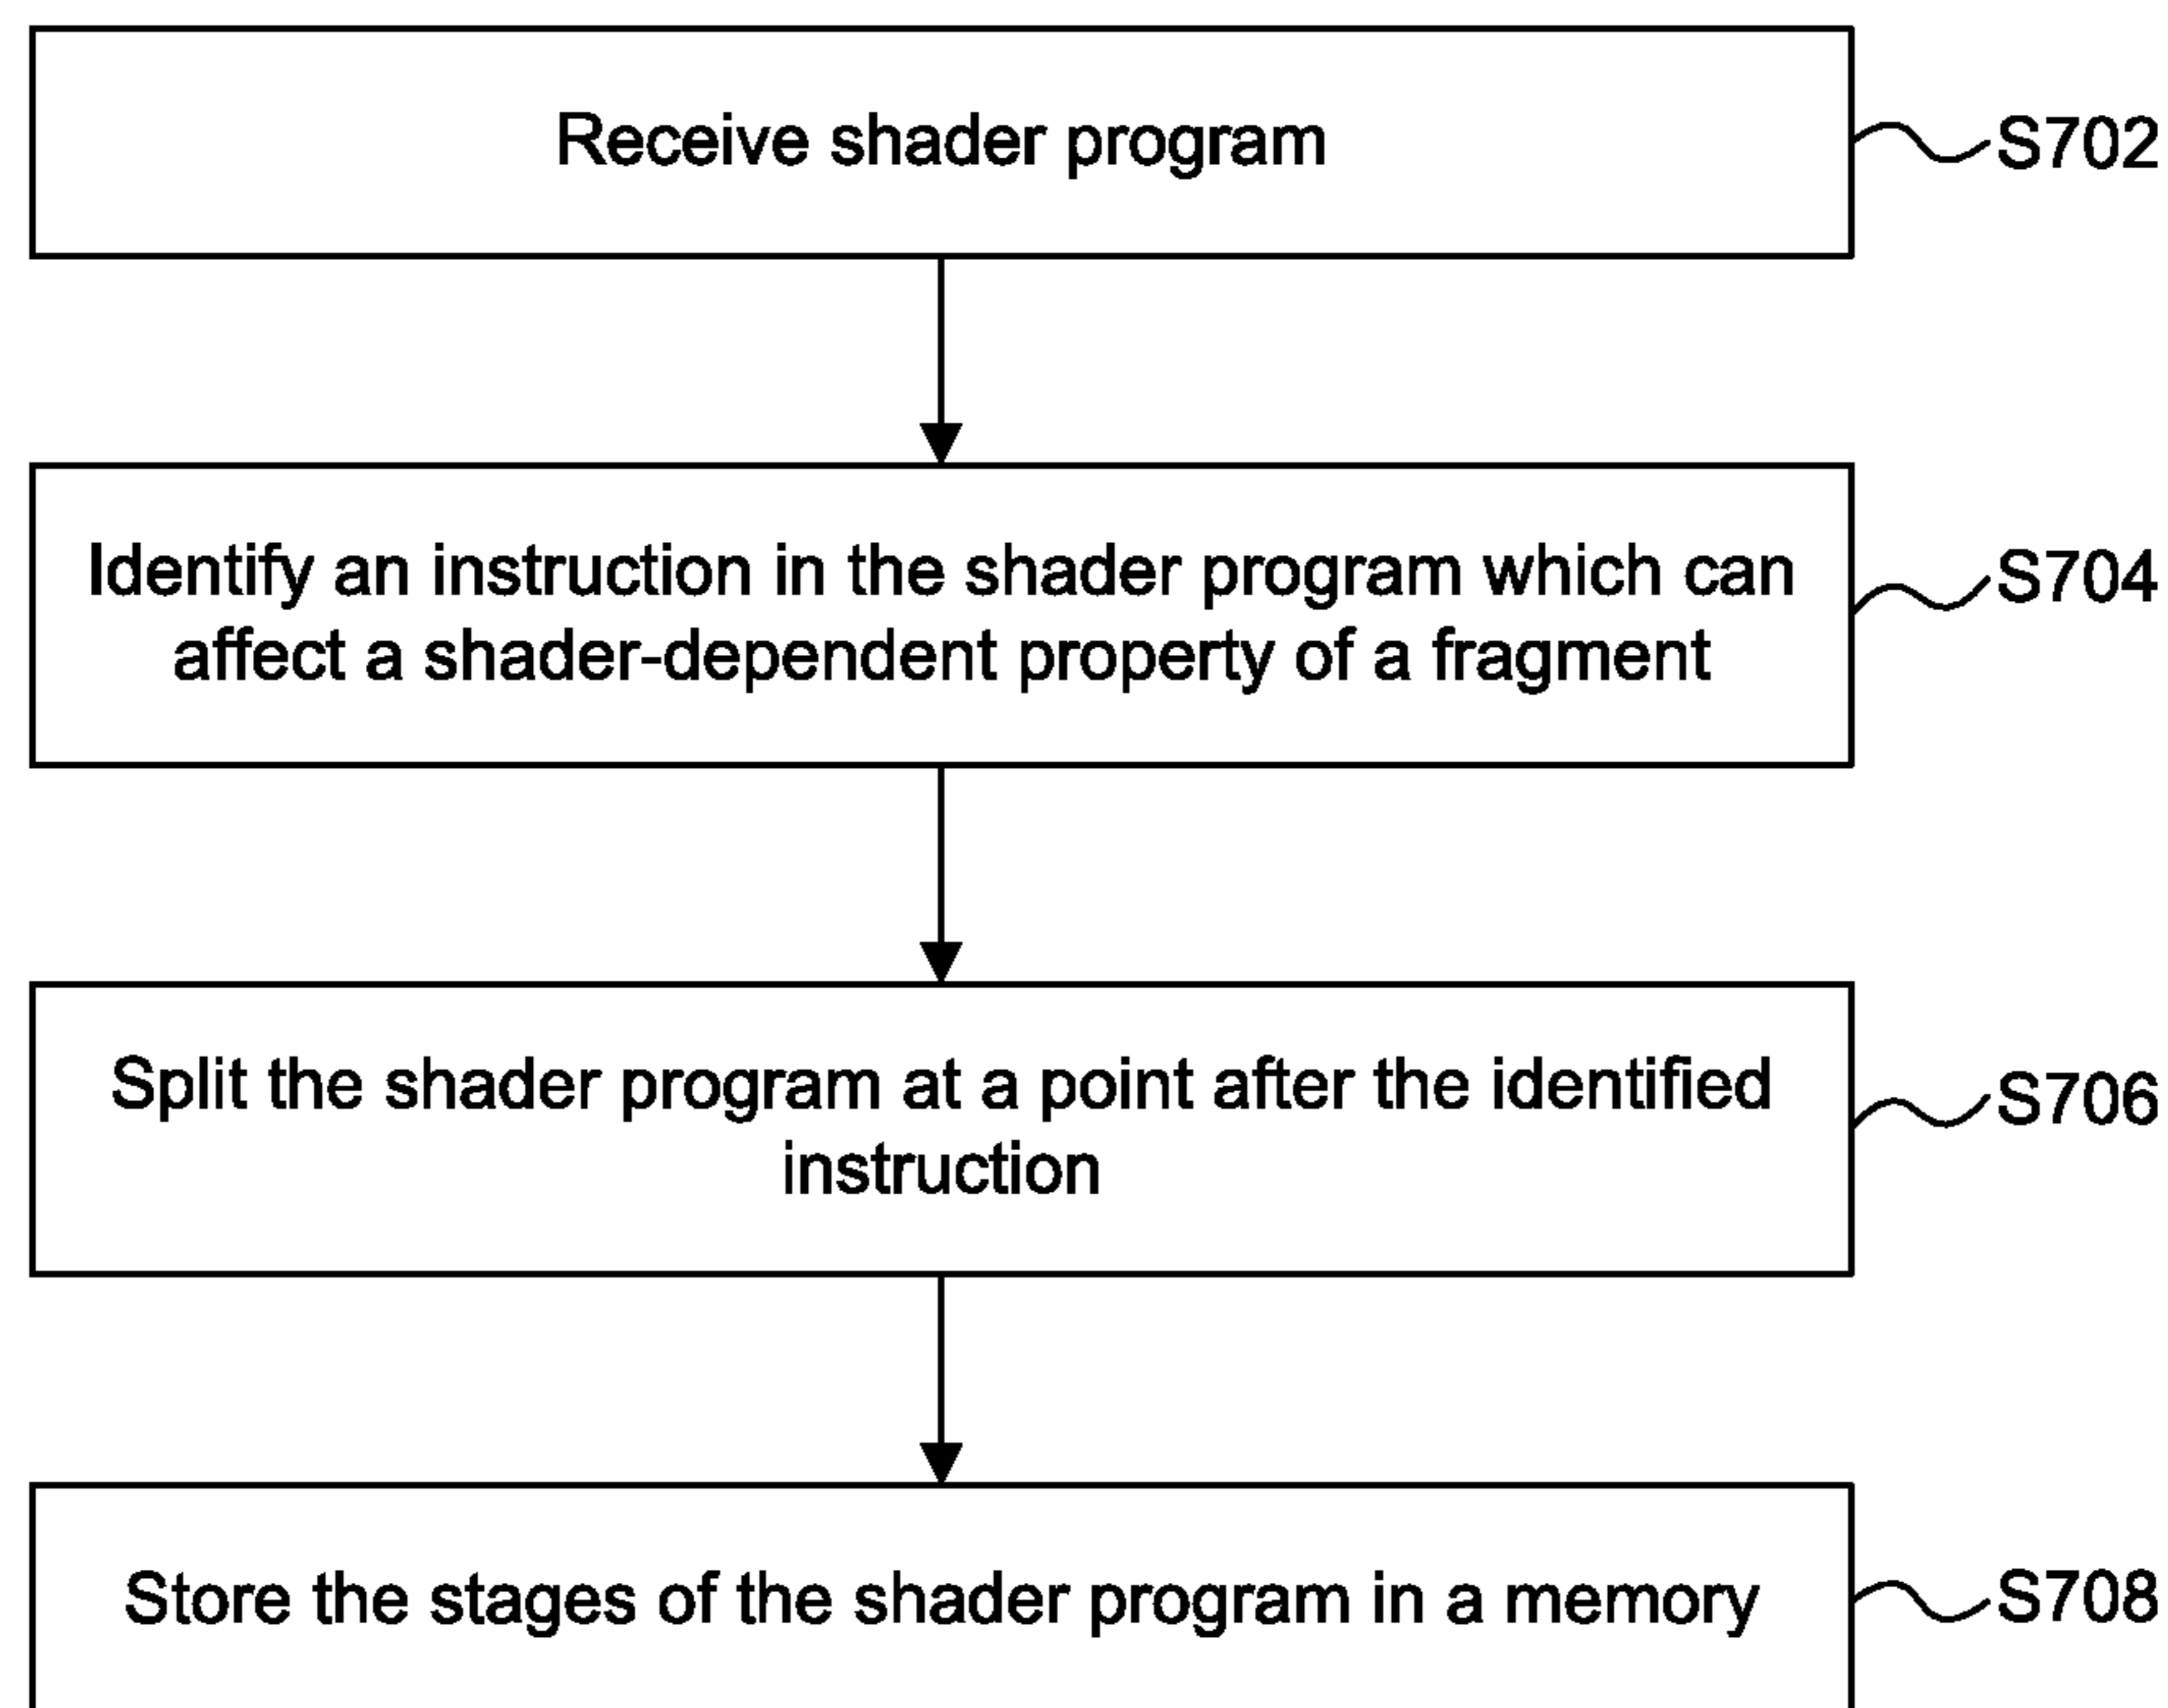 Receive shader program
S702
Identify an instruction in the shader program which can
affect a shader-dependent property of a fragment
S704
Split the shader program at a point after the identified
instruction
S706
Store the stages of the shader program in a memory
S708